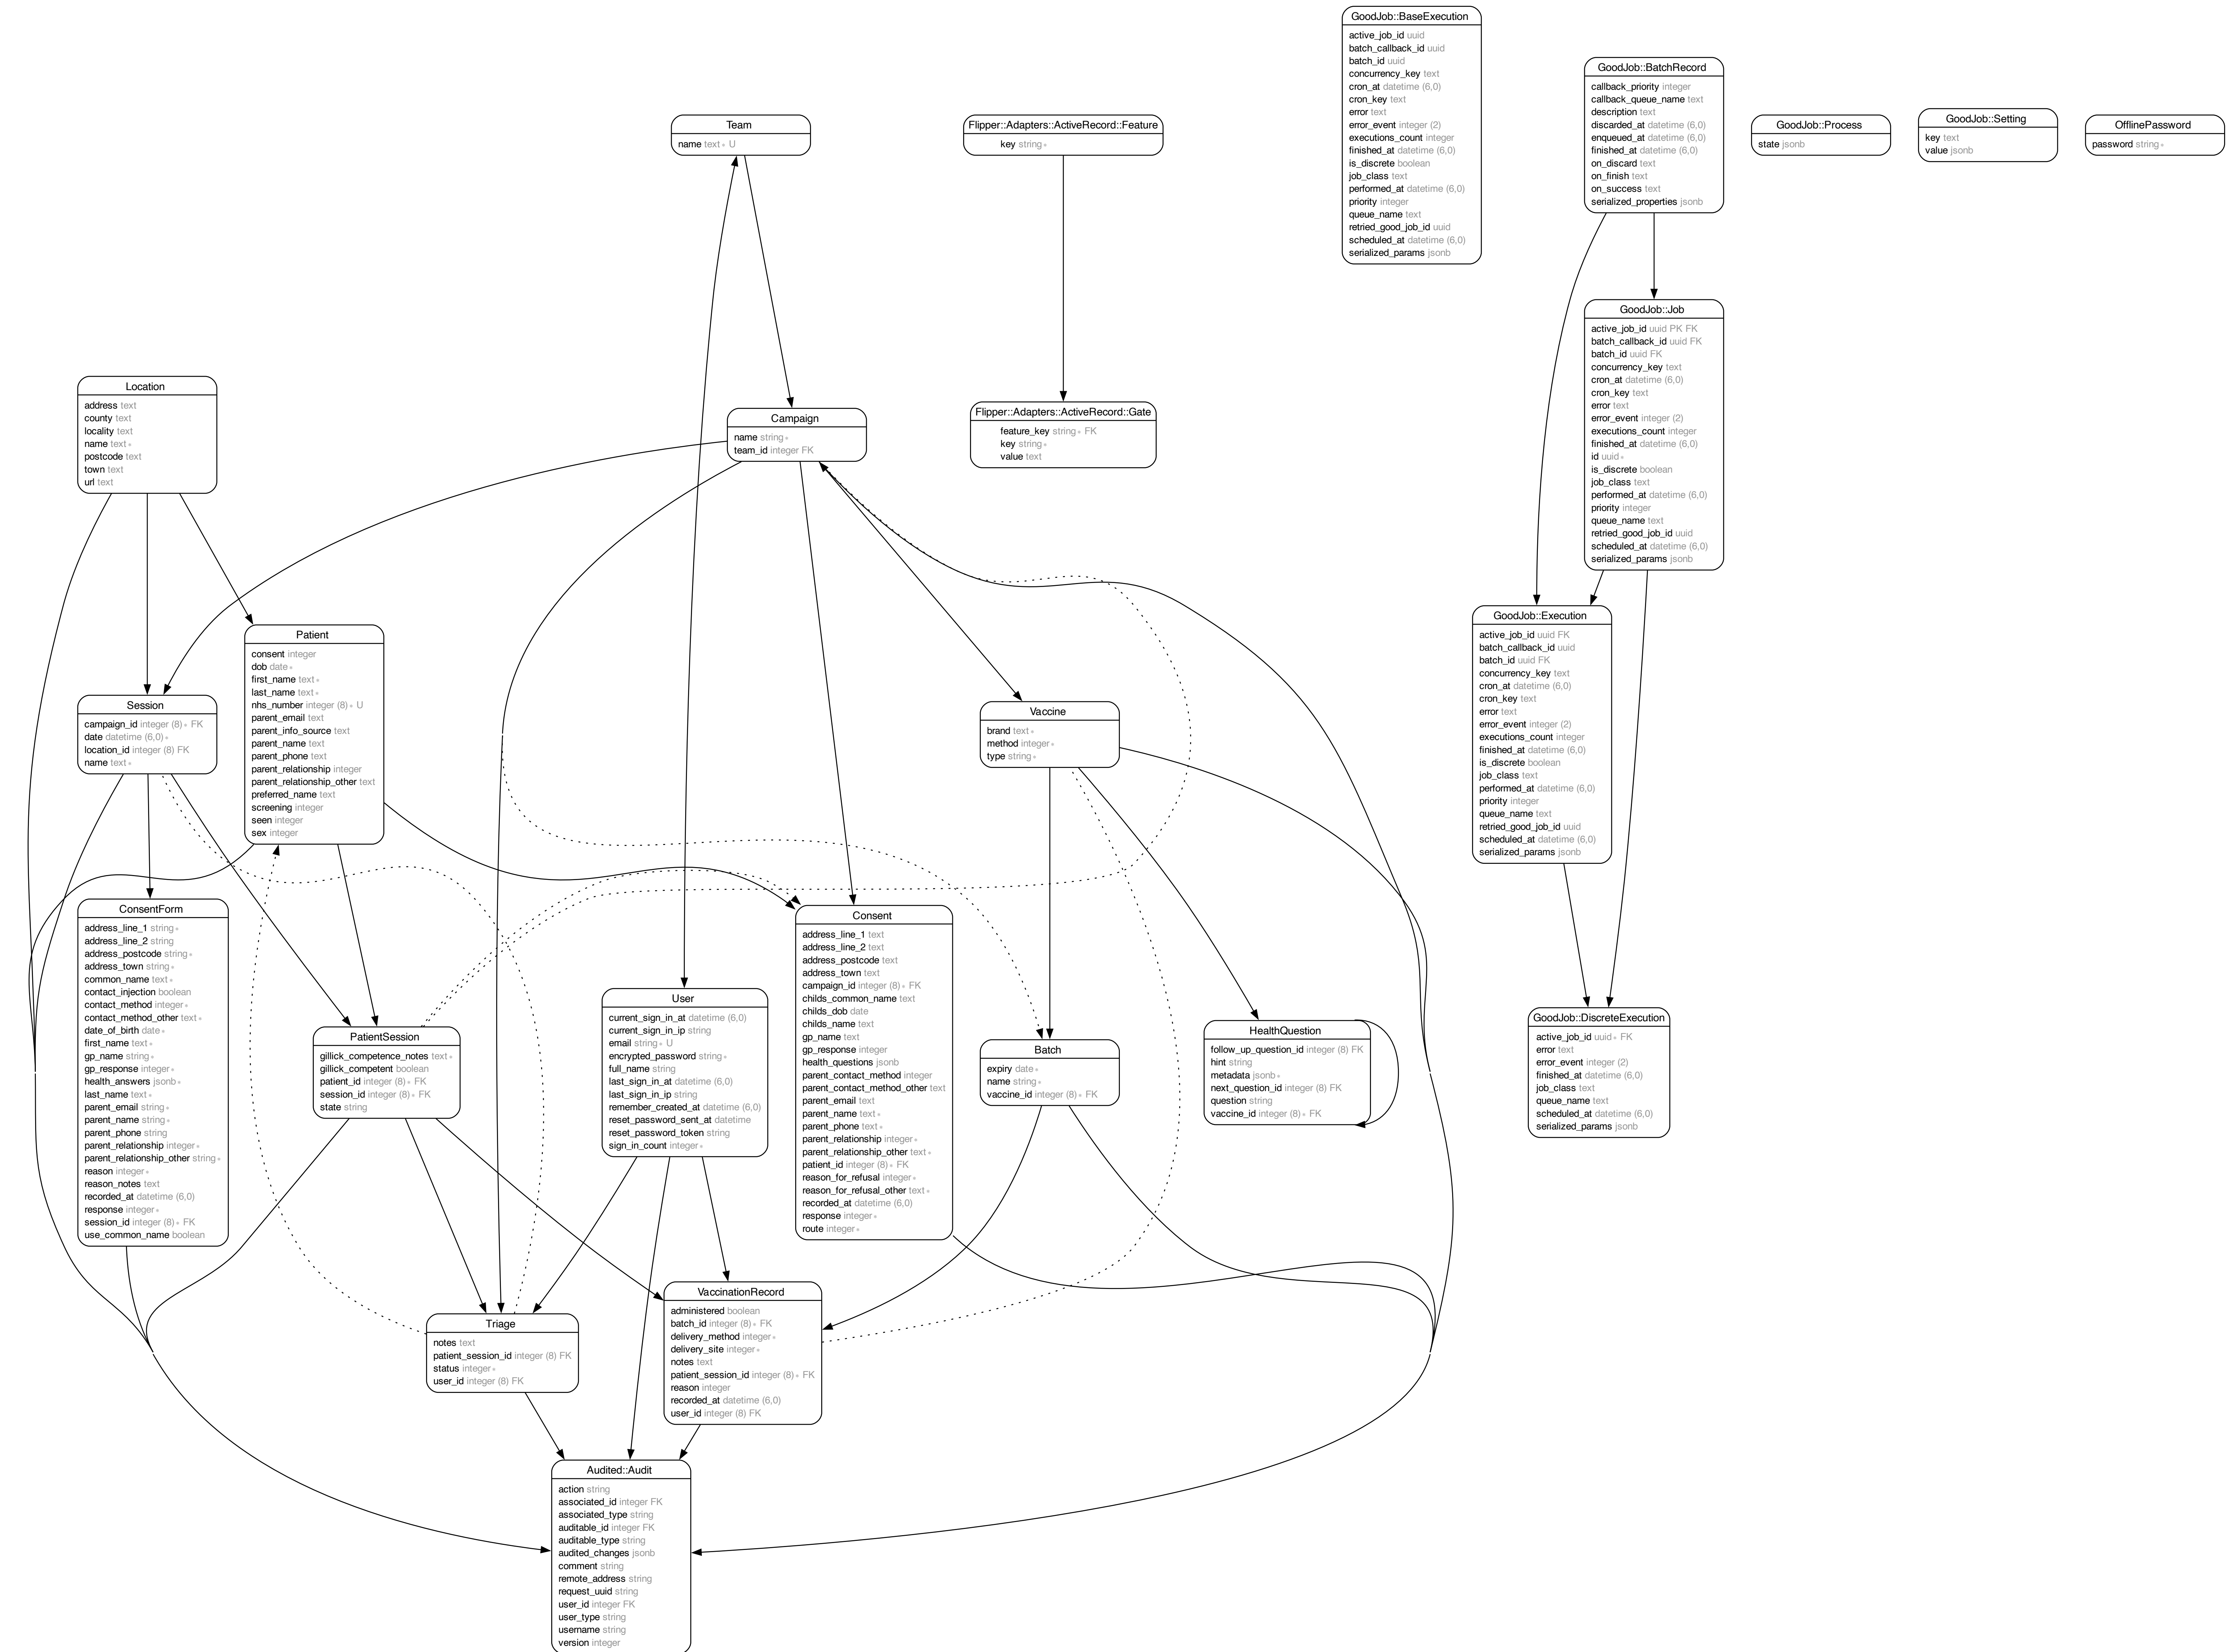 GoodJob::BaseExecution
active_job_id uuid
batch_callback_id uuid
batch_id uuid
concurrency_key text
cron_at datetime (6,0)
cron_key text
error text
error_event integer (2)
executions_count integer
finished_at datetime (6,0)
is_discrete boolean
job_class text
performed_at datetime (6,0)
priority integer
queue_name text
retried_good_job_id uuid
scheduled_at datetime (6,0)
serialized_params jsonb
GoodJob::BatchRecord
callback_priority integer
callback_queue_name text
description text
discarded_at datetime (6,0)
enqueued_at datetime (6,0)
finished_at datetime (6,0)
on_discard text
on_finish text
on_success text
serialized_properties jsonb
Team
name text∗ U
Flipper::Adapters::ActiveRecord::Feature
key string∗
GoodJob::Process
state jsonb
GoodJob::Setting
key text
value jsonb
OfflinePassword
password string∗
GoodJob::Job
active_job_id uuid PK FK
batch_callback_id uuid FK
batch_id uuid FK
concurrency_key text
cron_at datetime (6,0)
cron_key text
error text
error_event integer (2)
executions_count integer
finished_at datetime (6,0)
id uuid∗
is_discrete boolean
job_class text
performed_at datetime (6,0)
priority integer
queue_name text
retried_good_job_id uuid
scheduled_at datetime (6,0)
serialized_params jsonb
Location
address text
county text
locality text
name text∗
postcode text
town text
url text
Campaign
name string∗
team_id integer FK
Flipper::Adapters::ActiveRecord::Gate
feature_key string∗ FK
key string∗
value text
Patient
consent integer
dob date∗
first_name text∗
last_name text∗
nhs_number integer (8)∗ U
parent_email text
parent_info_source text
parent_name text
parent_phone text
parent_relationship integer
parent_relationship_other text
preferred_name text
screening integer
seen integer
sex integer
Session
campaign_id integer (8)∗ FK
date datetime (6,0)∗
location_id integer (8) FK
name text∗
Vaccine
brand text∗
method integer∗
type string∗
GoodJob::Execution
active_job_id uuid FK
batch_callback_id uuid
batch_id uuid FK
concurrency_key text
cron_at datetime (6,0)
cron_key text
error text
error_event integer (2)
executions_count integer
finished_at datetime (6,0)
is_discrete boolean
job_class text
performed_at datetime (6,0)
priority integer
queue_name text
retried_good_job_id uuid
scheduled_at datetime (6,0)
serialized_params jsonb
ConsentForm
address_line_1 string∗
address_line_2 string
address_postcode string∗
address_town string∗
common_name text∗
contact_injection boolean
contact_method integer∗
contact_method_other text∗
date_of_birth date∗
first_name text∗
gp_name string∗
gp_response integer∗
health_answers jsonb∗
last_name text∗
parent_email string∗
parent_name string∗
parent_phone string
parent_relationship integer∗
parent_relationship_other string∗
reason integer∗
reason_notes text
recorded_at datetime (6,0)
response integer∗
session_id integer (8)∗ FK
use_common_name boolean
Consent
address_line_1 text
address_line_2 text
address_postcode text
address_town text
campaign_id integer (8)∗ FK
childs_common_name text
childs_dob date
childs_name text
gp_name text
gp_response integer
health_questions jsonb
parent_contact_method integer
parent_contact_method_other text
parent_email text
parent_name text∗
parent_phone text∗
parent_relationship integer∗
parent_relationship_other text∗
patient_id integer (8)∗ FK
reason_for_refusal integer∗
reason_for_refusal_other text∗
recorded_at datetime (6,0)
response integer∗
route integer∗
PatientSession
gillick_competence_notes text∗
gillick_competent boolean
patient_id integer (8)∗ FK
session_id integer (8)∗ FK
state string
User
current_sign_in_at datetime (6,0)
current_sign_in_ip string
email string∗ U
encrypted_password string∗
full_name string
last_sign_in_at datetime (6,0)
last_sign_in_ip string
remember_created_at datetime (6,0)
reset_password_sent_at datetime
reset_password_token string
sign_in_count integer∗
Batch
expiry date∗
name string∗
vaccine_id integer (8)∗ FK
HealthQuestion
follow_up_question_id integer (8) FK
hint string
metadata jsonb∗
next_question_id integer (8) FK
question string
vaccine_id integer (8)∗ FK
GoodJob::DiscreteExecution
active_job_id uuid∗ FK
error text
error_event integer (2)
finished_at datetime (6,0)
job_class text
queue_name text
scheduled_at datetime (6,0)
serialized_params jsonb
Triage
notes text
patient_session_id integer (8) FK
status integer∗
user_id integer (8) FK
VaccinationRecord
administered boolean
batch_id integer (8)∗ FK
delivery_method integer∗
delivery_site integer∗
notes text
patient_session_id integer (8)∗ FK
reason integer
recorded_at datetime (6,0)
user_id integer (8) FK
Audited::Audit
action string
associated_id integer FK
associated_type string
auditable_id integer FK
auditable_type string
audited_changes jsonb
comment string
remote_address string
request_uuid string
user_id integer FK
user_type string
username string
version integer